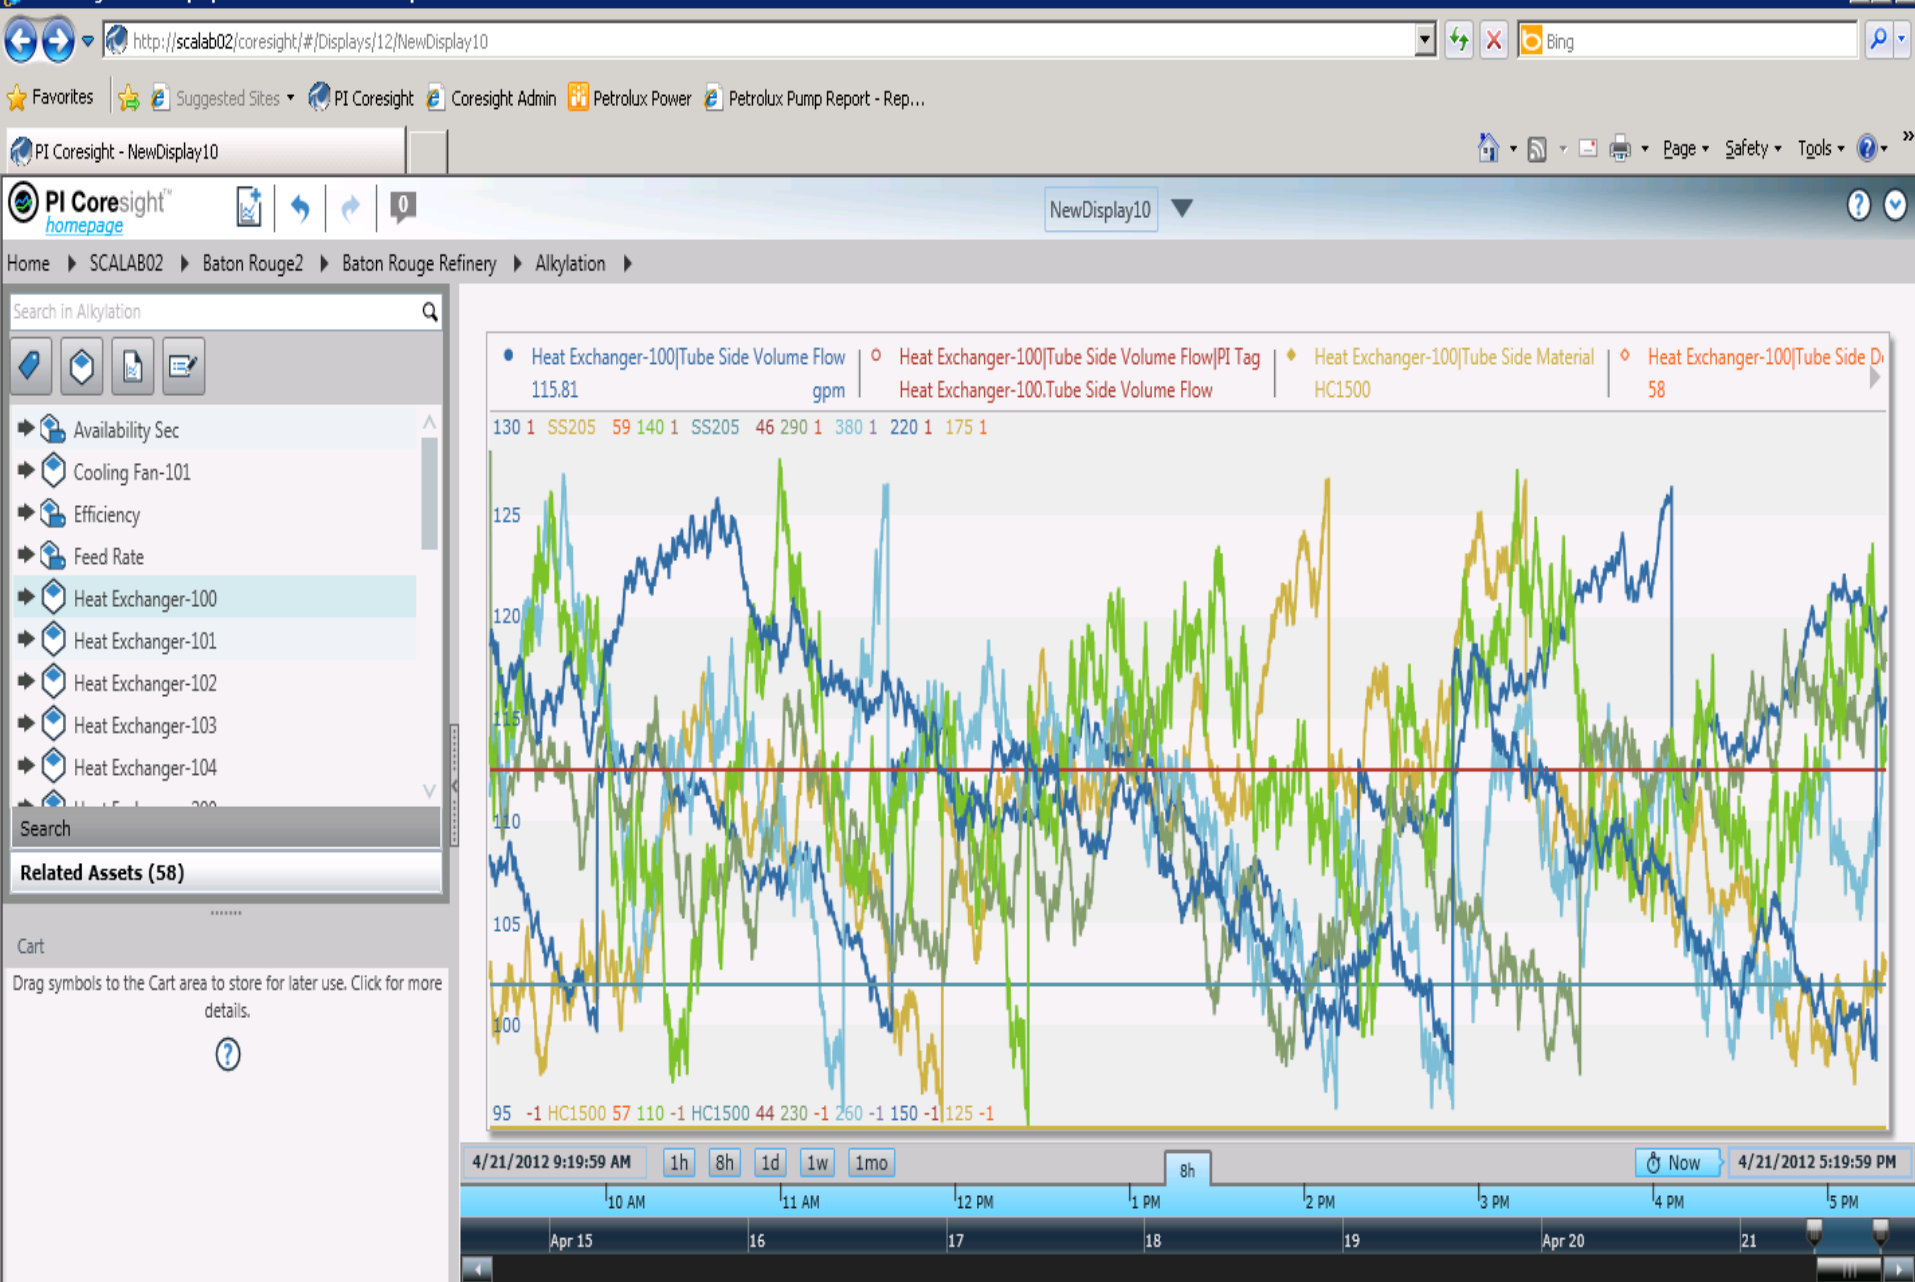 http://scalab02/coresight/#/Displays/12/NewDisplay10
Bing
Favorites
Suggested Sites
PI Coresight
Coresight Admin
Petrolux Power
Petrolux Pump Report - Rep...
PI Coresight - NewDisplay10
Page
Safety
Tools
»
PI Coresight™
homepage
0
NewDisplay10
Home
SCALAB02
Baton Rouge2
Baton Rouge Refinery
Alkylation
Search in Alkylation
Availability Sec
Cooling Fan-101
Efficiency
Feed Rate
Heat Exchanger-100
Heat Exchanger-101
Heat Exchanger-102
Heat Exchanger-103
Heat Exchanger-104
Search
Related Assets (58)
Cart
Drag symbols to the Cart area to store for later use. Click for more
details.
?
Heat Exchanger-100|Tube Side Volume Flow
115.81 gpm
Heat Exchanger-100|Tube Side Volume Flow|PI Tag
Heat Exchanger-100.Tube Side Volume Flow
Heat Exchanger-100|Tube Side Material
HC1500
Heat Exchanger-100|Tube Side
58
130 1 SS205 59 140 1 SS205 46 290 1 380 1 220 1 175 1
125
120
115
110
105
100
95 -1 HC1500 57 110 -1 HC1500 44 230 -1 260 -1 150 -1 125 -1
4/21/2012 9:19:59 AM
1h
8h
1d
1w
1mo
8h
Now
4/21/2012 5:19:59 PM
10 AM
11 AM
12 PM
1 PM
2 PM
3 PM
4 PM
5 PM
Apr 15
16
17
18
19
Apr 20
21